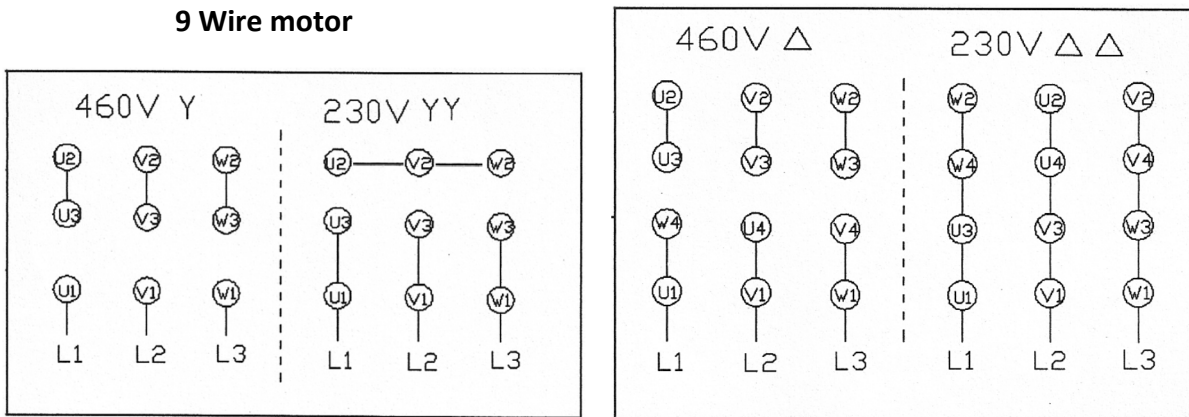 9 Wire motor
460V Y
230V YY
U2 V2 W2
U2 V2 W2
U3 V3 W3
U3 V3 W3
U1 V1 W1
U1 V1 W1
L1 L2 L3
L1 L2 L3
460V △
230V △ △
U2 V2 W2
W2 U2 V2
U3 V3 W3
W4 U4 V4
W4 U4 V4
U3 V3 W3
U1 V1 W1
U1 V1 W1
L1 L2 L3
L1 L2 L3